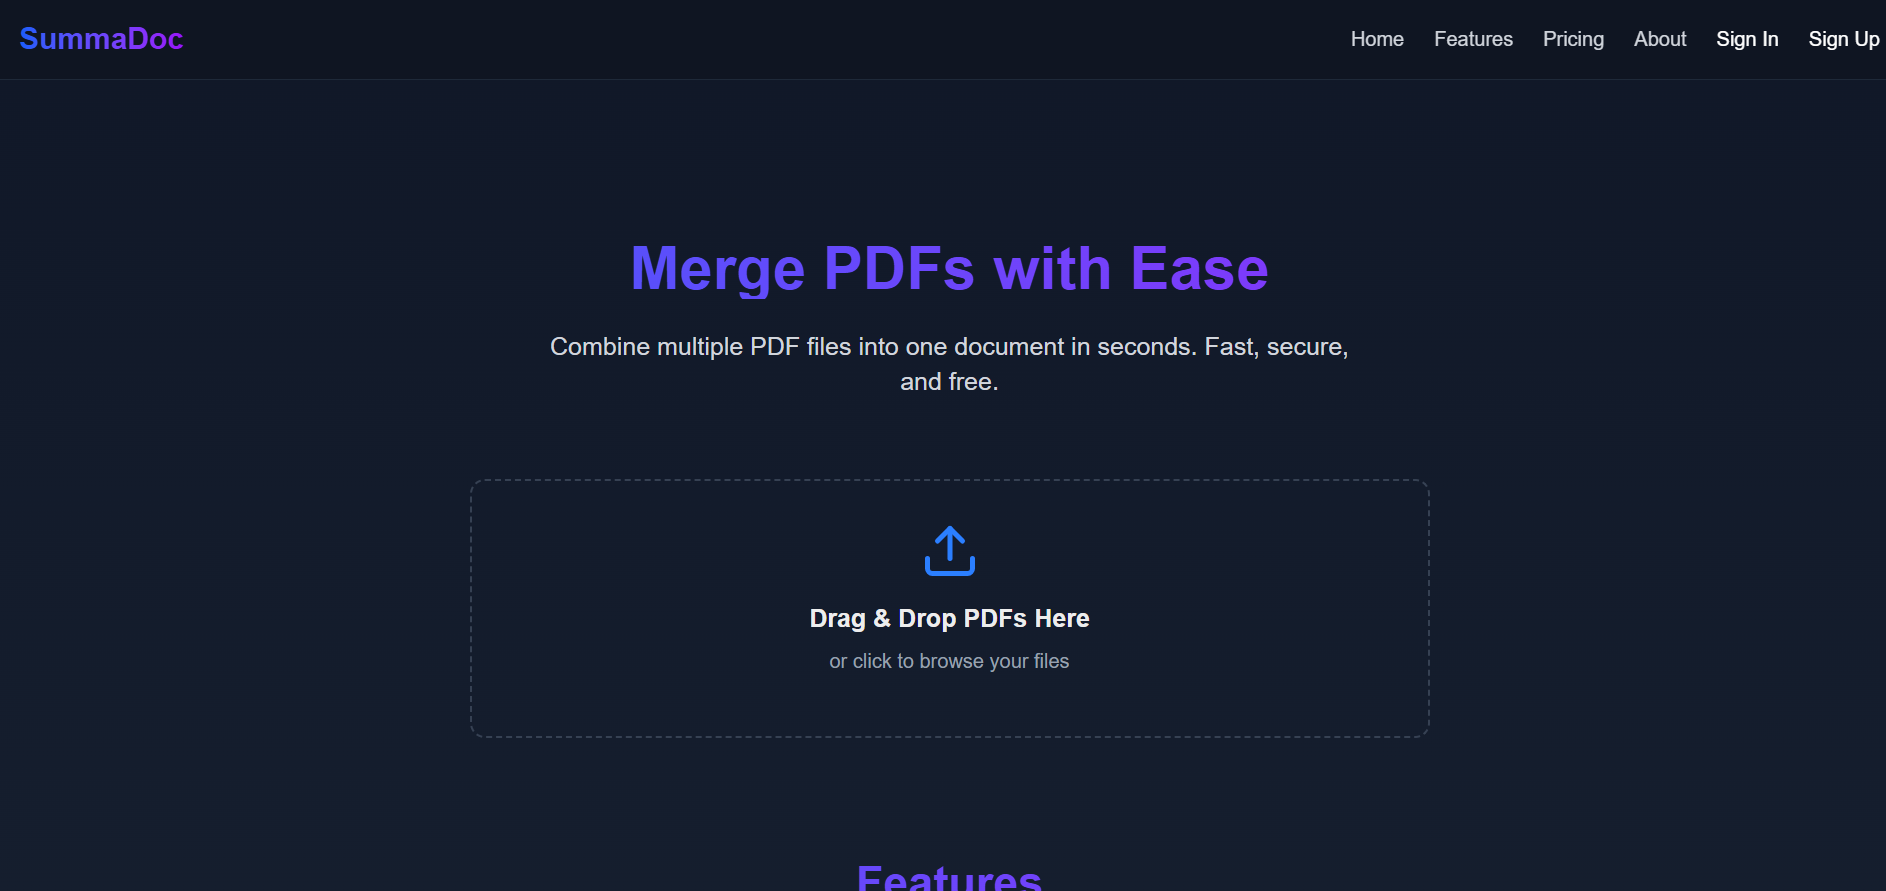 SummaDoc
Home Features Pricing About Sign In Sign Up
Merge PDFs with Ease
Combine multiple PDF files into one document in seconds. Fast, secure,
and free.
Drag & Drop PDFs Here
or click to browse your files
Features